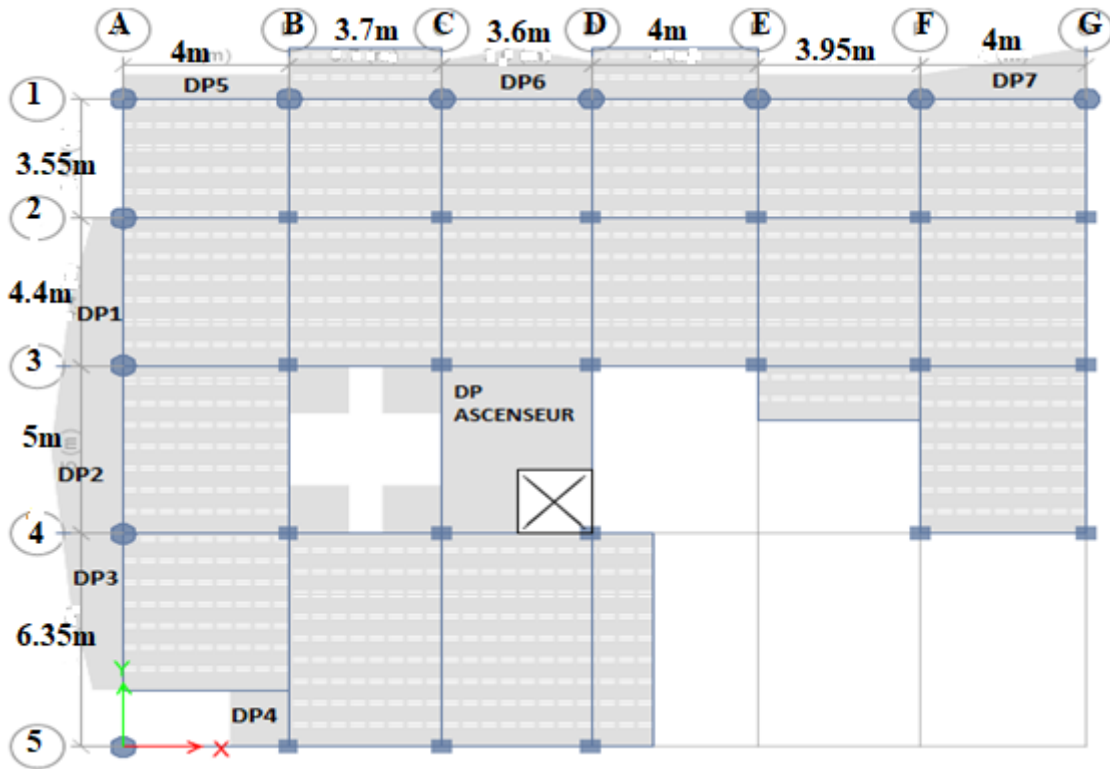 A B C D E F G
4m 3.7m 3.6m 4m 3.95m 4m
DP5 DP6 DP7
1
3.55m
2
4.4m
DP1
3
DP
ASCENSEUR
5m
DP2
4
DP3
6.35m
Y
DP4
5
X